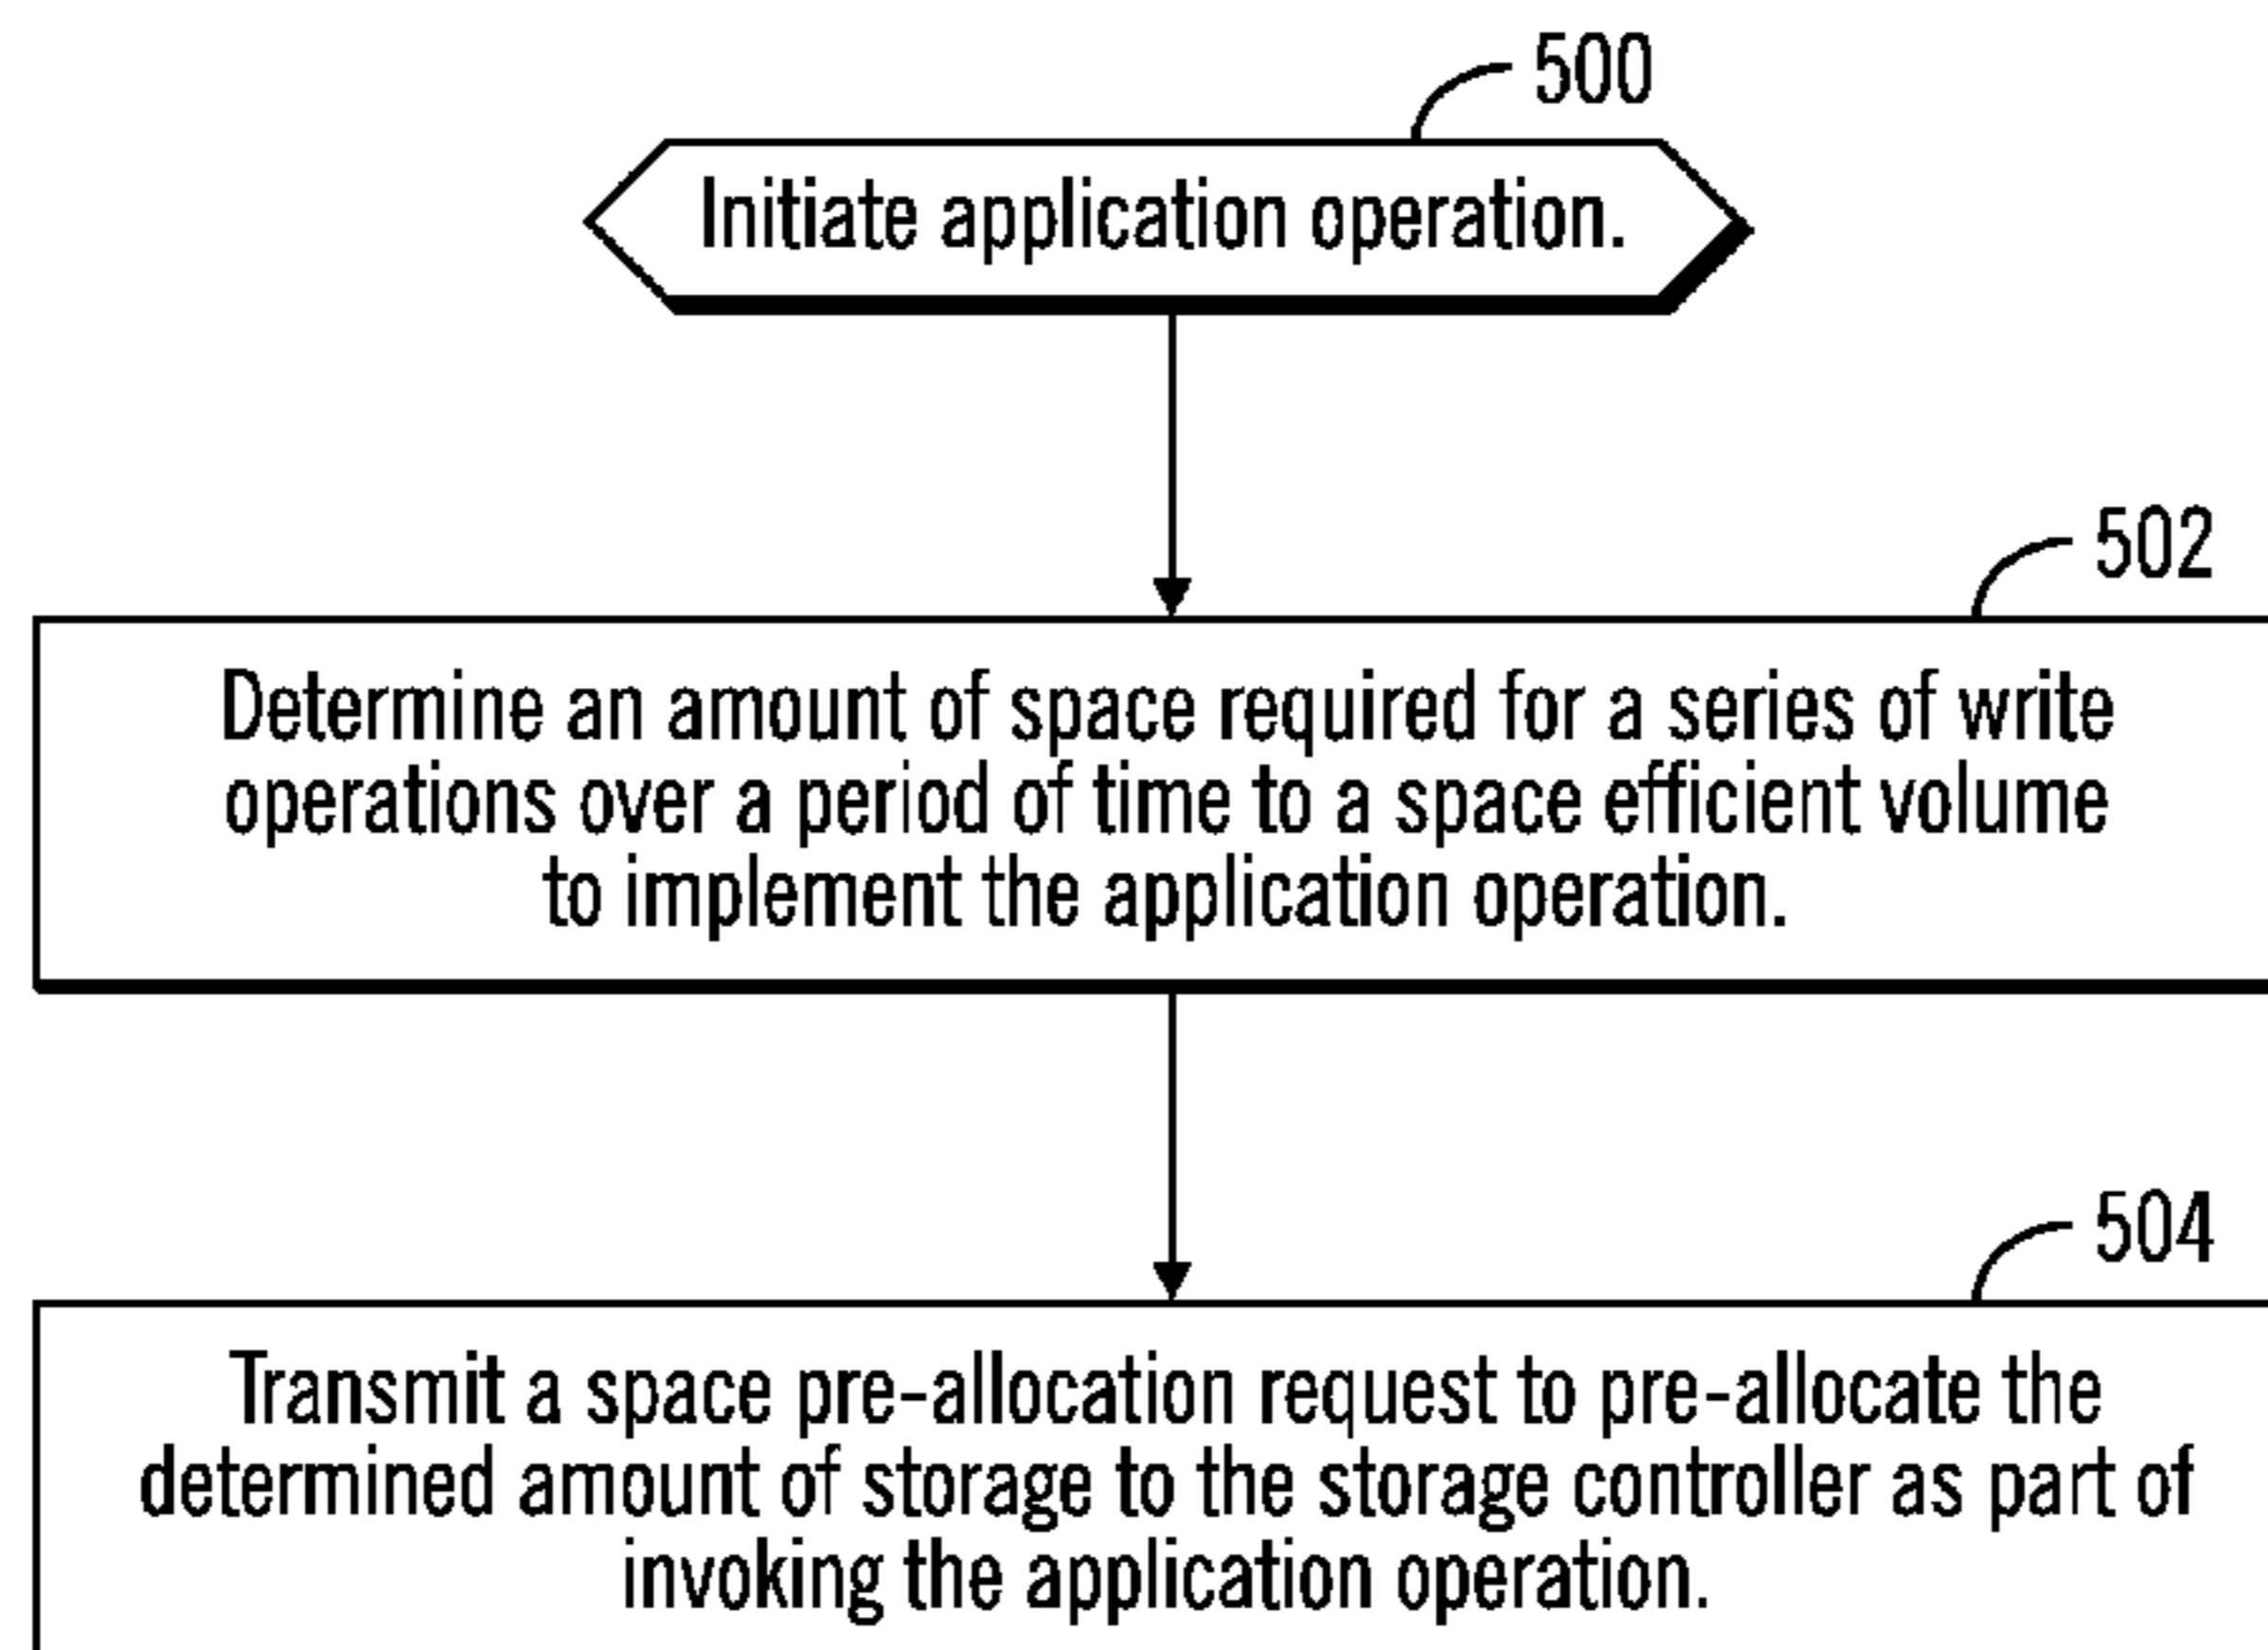 500
Initiate application operation.
502
Determine an amount of space required for a series of write
operations over a period of time to a space efficient volume
to implement the application operation.
504
Transmit a space pre-allocation request to pre-allocate the
determined amount of storage to the storage controller as part of
invoking the application operation.